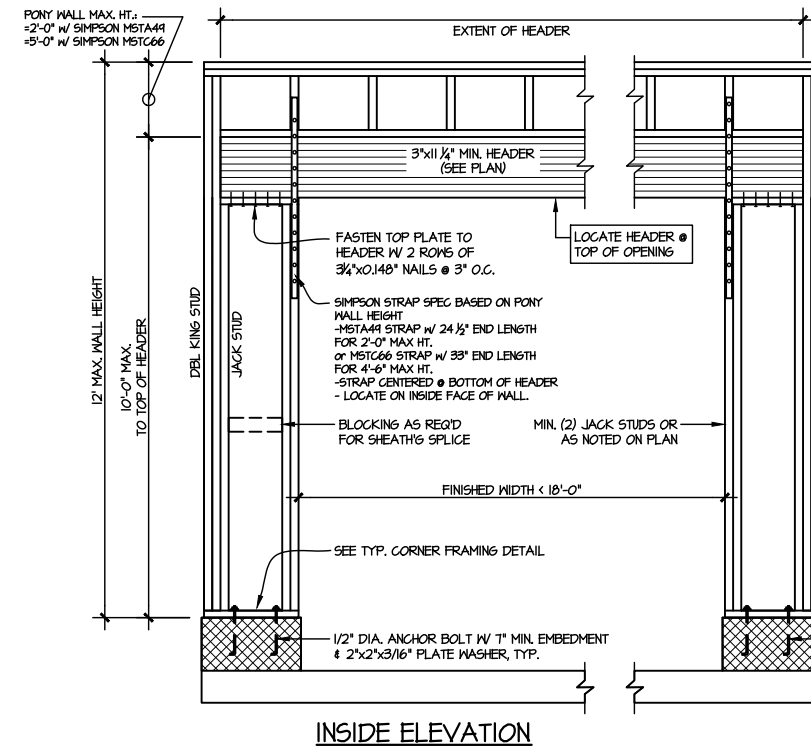 PONY WALL MAX. HT.:
=2'-0" W/ SIMPSON MSTA49
=5'-0" W/ SIMPSON MSTC66
EXTENT OF HEADER
3"x11 1/4" MIN. HEADER
(SEE PLAN)
FASTEN TOP PLATE TO
HEADER W/ 2 ROWS OF
3 1/4"x0.148" NAILS @ 3" O.C.
LOCATE HEADER @
TOP OF OPENING
SIMPSON STRAP SPEC BASED ON PONY
WALL HEIGHT
-MSTA49 STRAP W/ 24 1/2" END LENGTH
FOR 2'-0" MAX HT.
or MSTC66 STRAP W/ 33" END LENGTH
FOR 4'-6" MAX HT.
-STRAP CENTERED @ BOTTOM OF HEADER
- LOCATE ON INSIDE FACE OF WALL.
12' MAX. WALL HEIGHT
10'-0" MAX.
TO TOP OF HEADER
DBL KING STUD
JACK STUD
BLOCKING AS REQ'D
FOR SHEATH'G SPLICE
MIN. (2) JACK STUDS OR
AS NOTED ON PLAN
FINISHED WIDTH < 18'-0"
SEE TYP. CORNER FRAMING DETAIL
1/2" DIA. ANCHOR BOLT W/ 7" MIN. EMBEDMENT
& 2"x2"x3/16" PLATE WASHER, TYP.
INSIDE ELEVATION